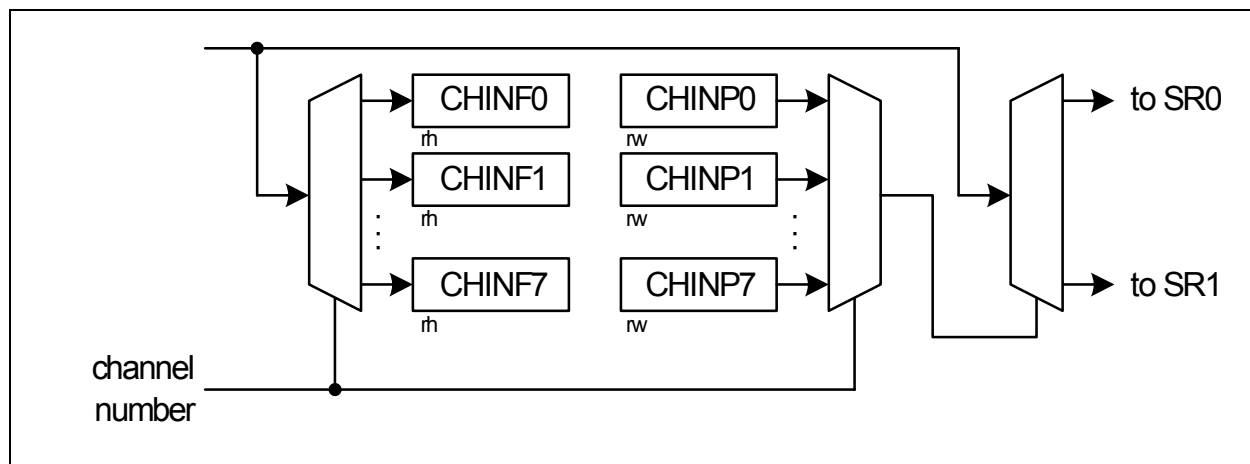 CHINF0
rh
CHINP0
rw
to SR0
CHINF1
rh
CHINP1
rw
CHINF7
rh
CHINP7
rw
to SR1
channel
number